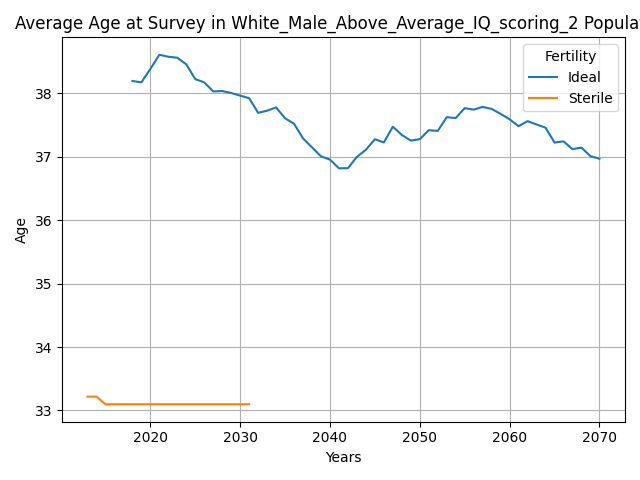 Average Age at Survey in White_Male_Above_Average_IQ_scoring_2 Popula
Fertility
Ideal
Sterile
Age
38
37
36
35
34
33
2020 2030 2040 2050 2060 2070
Years